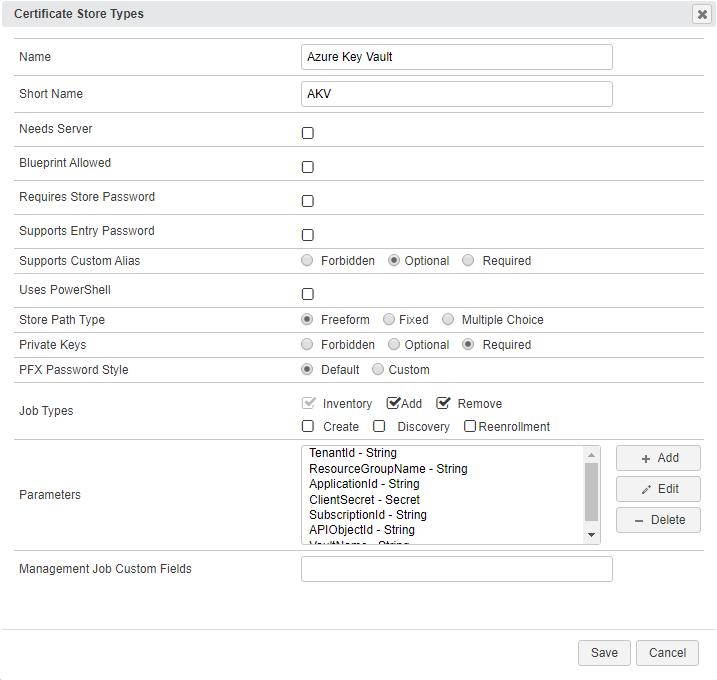 Certificate Store Types
Name Azure Key Vault
Short Name AKV
Needs Server
Blueprint Allowed
Requires Store Password
Supports Entry Password
Supports Custom Alias Forbidden Optional Required
Uses PowerShell
Store Path Type Freeform Fixed Multiple Choice
Private Keys Forbidden Optional Required
PFX Password Style Default Custom
Job Types Inventory Add Remove
Create Discovery Reenrollment
Parameters
TenantId - String
ResourceGroupName - String
ApplicationId - String
ClientSecret - Secret
SubscriptionId - String
APIObjectId - String
VaultName - String
+ Add
Edit
− Delete
Management Job Custom Fields
Save Cancel